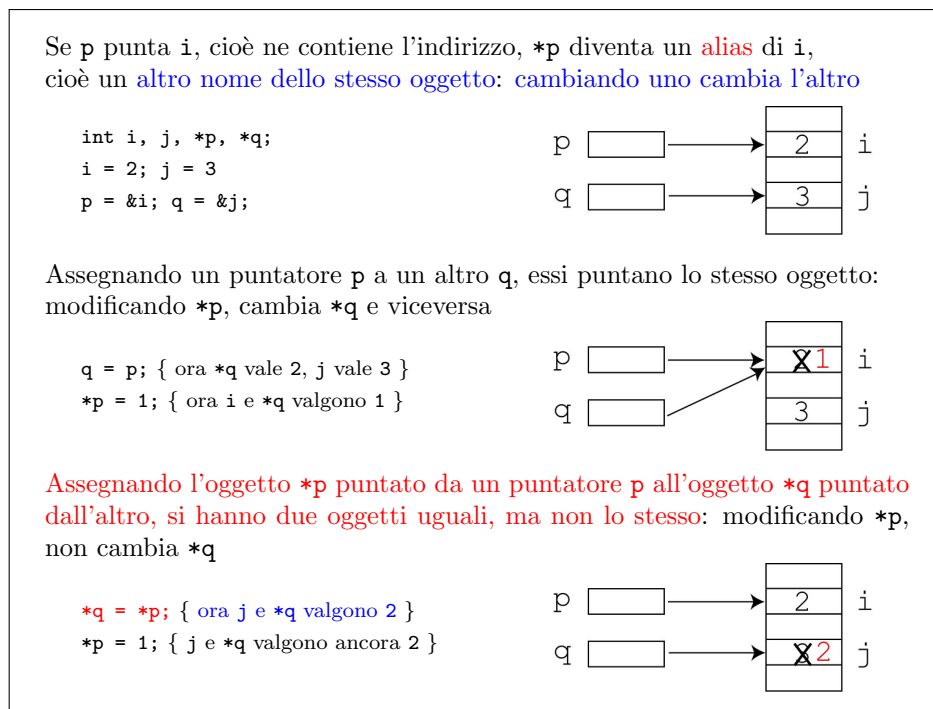 Se p punta i, cioè ne contiene l'indirizzo, *p diventa un alias di i,
cioè un altro nome dello stesso oggetto: cambiando uno cambia l'altro
int i, j, *p, *q;
i = 2; j = 3
p = &i; q = &j;
p 2 i
q 3 j
Assegnando un puntatore p a un altro q, essi puntano lo stesso oggetto:
modificando *p, cambia *q e viceversa
q = p; { ora *q vale 2, j vale 3 }
*p = 1; { ora i e *q valgono 1 }
p 2 1 i
q 3 j
Assegnando l'oggetto *p puntato da un puntatore p all'oggetto *q puntato
dall'altro, si hanno due oggetti uguali, ma non lo stesso: modificando *p,
non cambia *q
*q = *p; { ora j e *q valgono 2 }
*p = 1; { j e *q valgono ancora 2 }
p 2 i
q 3 2 j